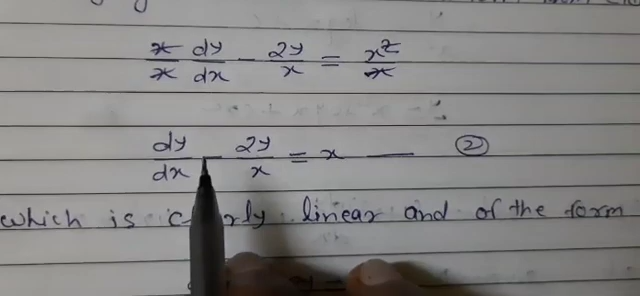 x/x dy/dx - 2y/x = x²/x
dy/dx - 2y/x = x — ②
which is clearly linear and of the form